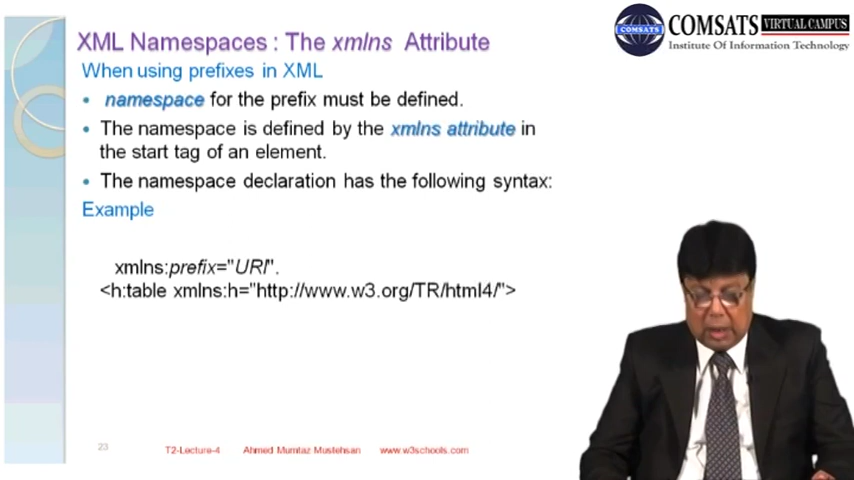 XML Namespaces : The xmlns Attribute
COMSATS VIRTUAL CAMPUS
COMSATS
Institute Of Information Technology
When using prefixes in XML
• namespace for the prefix must be defined.
• The namespace is defined by the xmlns attribute in
the start tag of an element.
• The namespace declaration has the following syntax:
Example
xmlns:prefix="URI".
<h:table xmlns:h="http://www.w3.org/TR/html4/">
23
T2-Lecture-4 Ahmed Mumtaz Mustehsan www.w3schools.com